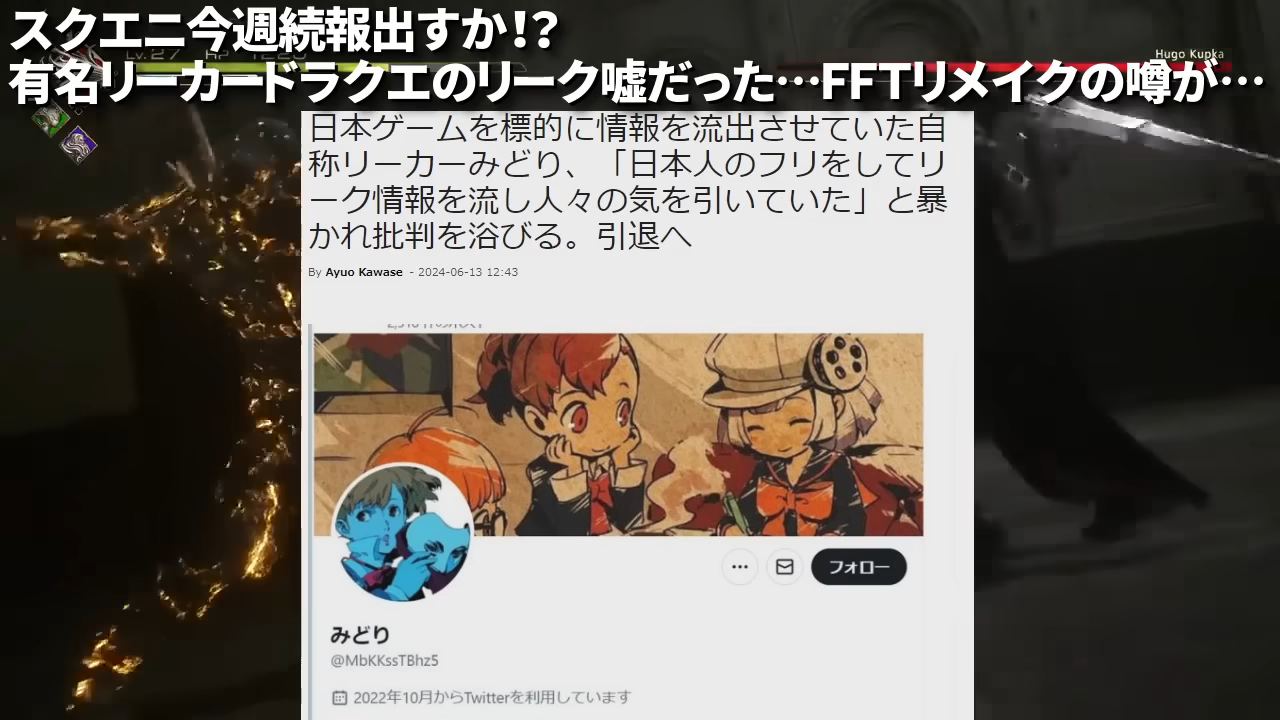 スクエニ今週続報出すか!?
有名リーカードラクエのリーク嘘だった…FFTリメイクの噂が…
Hugo Kupka
日本ゲームを標的に情報を流出させていた自
称リーカーみどり、「日本人のフリをしてリ
ーク情報を流し人々の気を引いていた」と暴
かれ批判を浴びる。引退へ
By Ayuo Kawase - 2024-06-13 12:43
フォロー
みどり
@MbKKssTBhz5
2022年10月からTwitterを利用しています